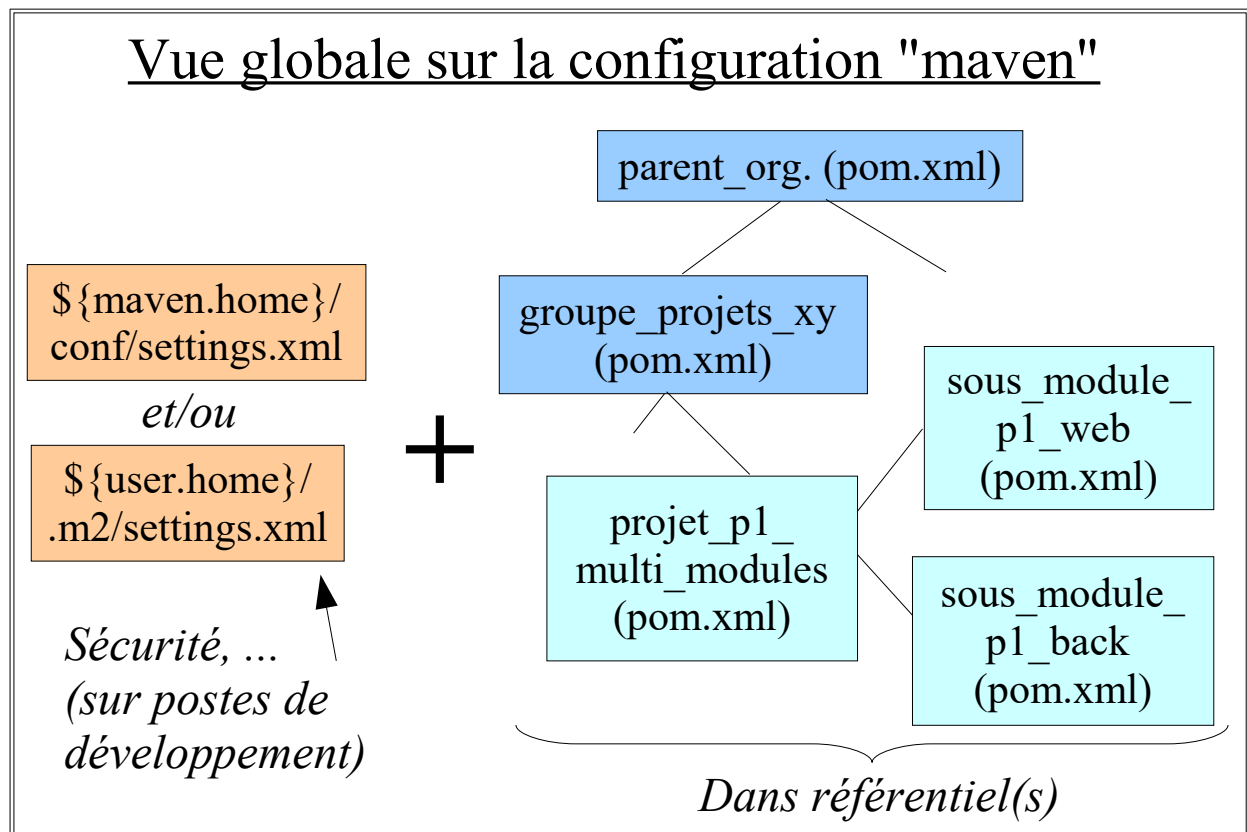 Vue globale sur la configuration "maven"
parent_org. (pom.xml)
${maven.home}/
conf/settings.xml
et/ou
${user.home}/
.m2/settings.xml
Sécurité, ...
(sur postes de
développement)
+
groupe_projets_xy
(pom.xml)
projet_p1_
multi_modules
(pom.xml)
sous_module_
p1_web
(pom.xml)
sous_module_
p1_back
(pom.xml)
Dans référentiel(s)